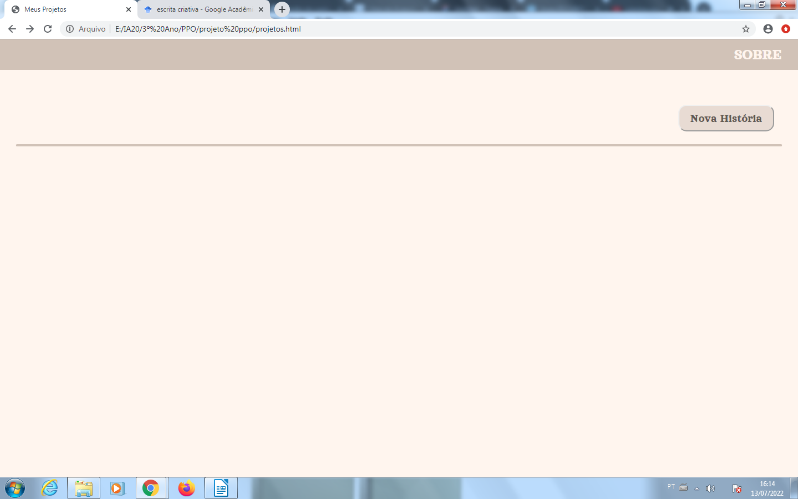 Meus Projetos
escrita criativa - Google Acadêm
Arquivo
E:/IA20/3º%20Ano/PPO/projeto%20ppo/projetos.html
SOBRE
Nova História
PT
16:14
13/07/2022